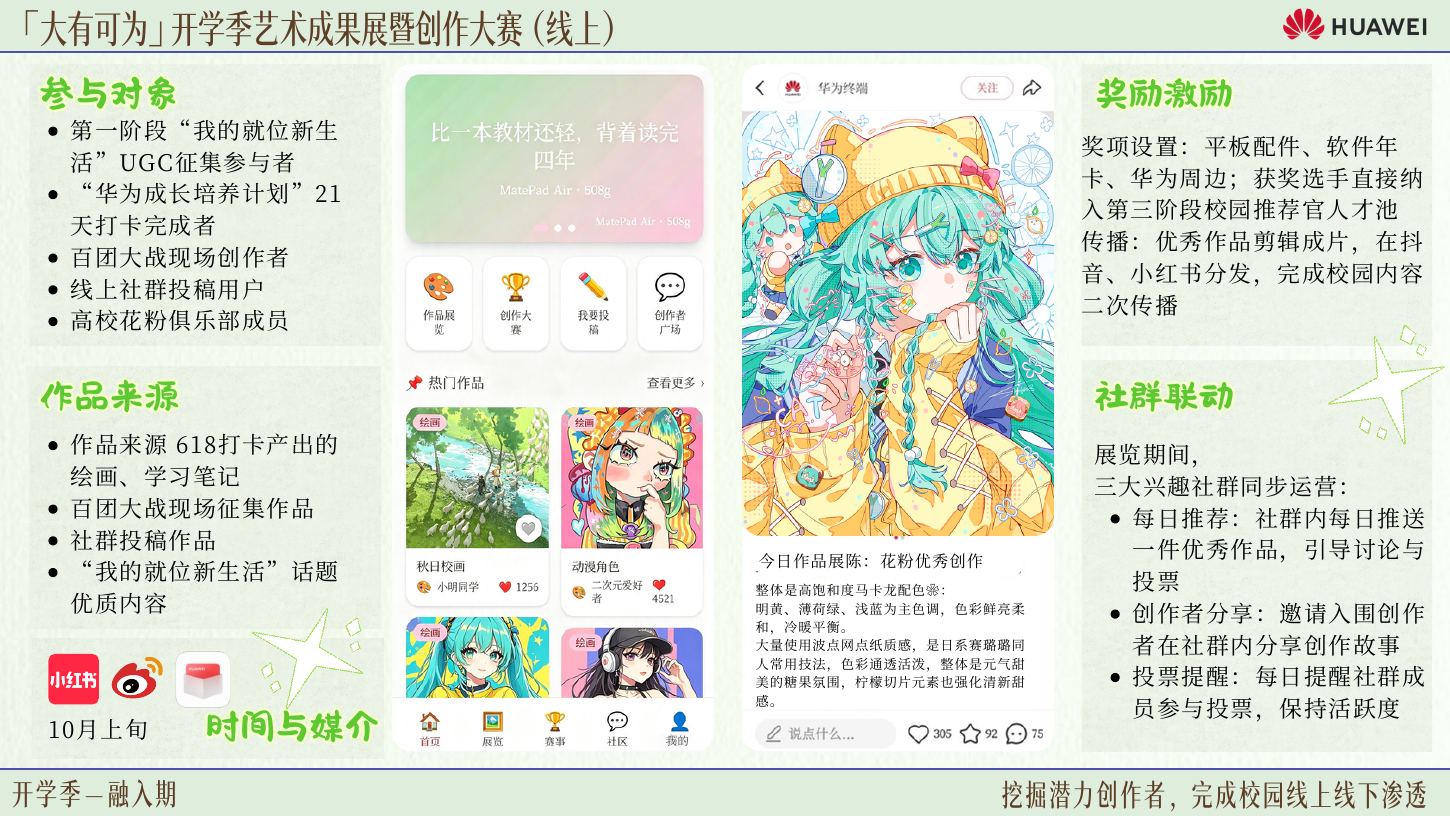 「大有可为」开学季艺术成果展暨创作大赛（线上）
HUAWEI
参与对象
第一阶段“我的就位新生
活”UGC征集参与者
“华为成长培养计划”21
天打卡完成者
百团大战现场创作者
线上社群投稿用户
高校花粉俱乐部成员
作品来源
作品来源 618打卡产出的
绘画、学习笔记
百团大战现场征集作品
社群投稿作品
“我的就位新生活”话题
优质内容
小红书
HUAWEI
10月上旬
时间与媒介
比一本教材还轻，背着读完
四年
MatePad Air · 508g
MatePad Air · 508g
作品展
览
创作大
赛
我要投
稿
创作者
广场
热门作品
查看更多 ›
绘画
秋日校画
小明同学
1256
绘画
动漫角色
二次元爱好
者
4521
绘画
绘画
首页
展览
赛事
社区
我的
华为终端
关注
Y
CAT
今日作品展陈：花粉优秀创作
整体是高饱和度马卡龙配色❀：
明黄、薄荷绿、浅蓝为主色调，色彩鲜亮柔
和，冷暖平衡。
大量使用波点网点纸质感，是日系赛璐璐同
人常用技法，色彩通透活泼，整体是元气甜
美的糖果氛围，柠檬切片元素也强化清新甜
感。
说点什么...
305
92
75
奖励激励
奖项设置：平板配件、软件年
卡、华为周边；获奖选手直接纳
入第三阶段校园推荐官人才池
传播：优秀作品剪辑成片，在抖
音、小红书分发，完成校园内容
二次传播
社群联动
展览期间，
三大兴趣社群同步运营：
每日推荐：社群内每日推送
一件优秀作品，引导讨论与
投票
创作者分享：邀请入围创作
者在社群内分享创作故事
投票提醒：每日提醒社群成
员参与投票，保持活跃度
开学季—融入期
挖掘潜力创作者，完成校园线上线下渗透